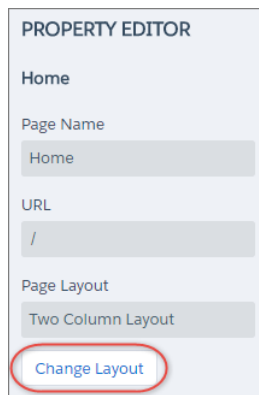 PROPERTY EDITOR
Home
Page Name
Home
URL
/
Page Layout
Two Column Layout
Change Layout